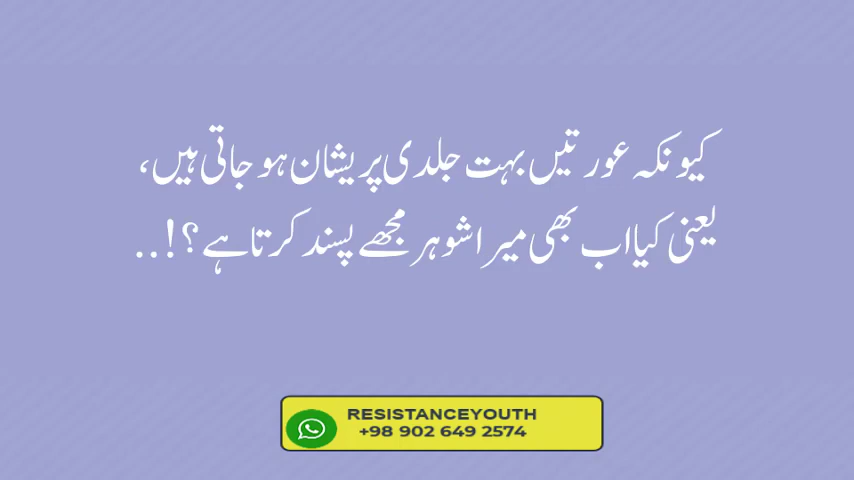 کیونکہ عورتیں بہت جلدی پریشان ہو جاتی ہیں،
یعنی کیا اب بھی میرا شوہر مجھے پسند کرتا ہے؟!..
RESISTANCEYOUTH
+98 902 649 2574